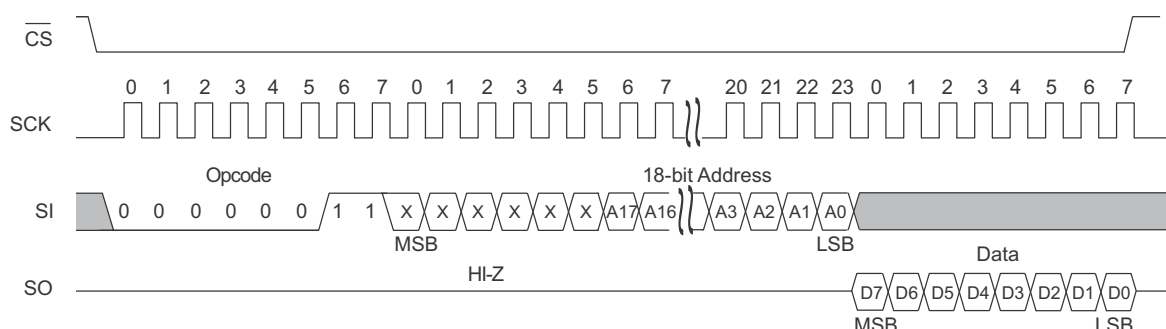 CS
0 1 2 3 4 5 6 7 0 1 2 3 4 5 6 7 20 21 22 23 0 1 2 3 4 5 6 7
SCK
Opcode 18-bit Address
SI 0 0 0 0 0 0 1 1 X X X X X X A17 A16 A3 A2 A1 A0
MSB LSB
HI-Z Data
SO D7 D6 D5 D4 D3 D2 D1 D0
MSB LSB